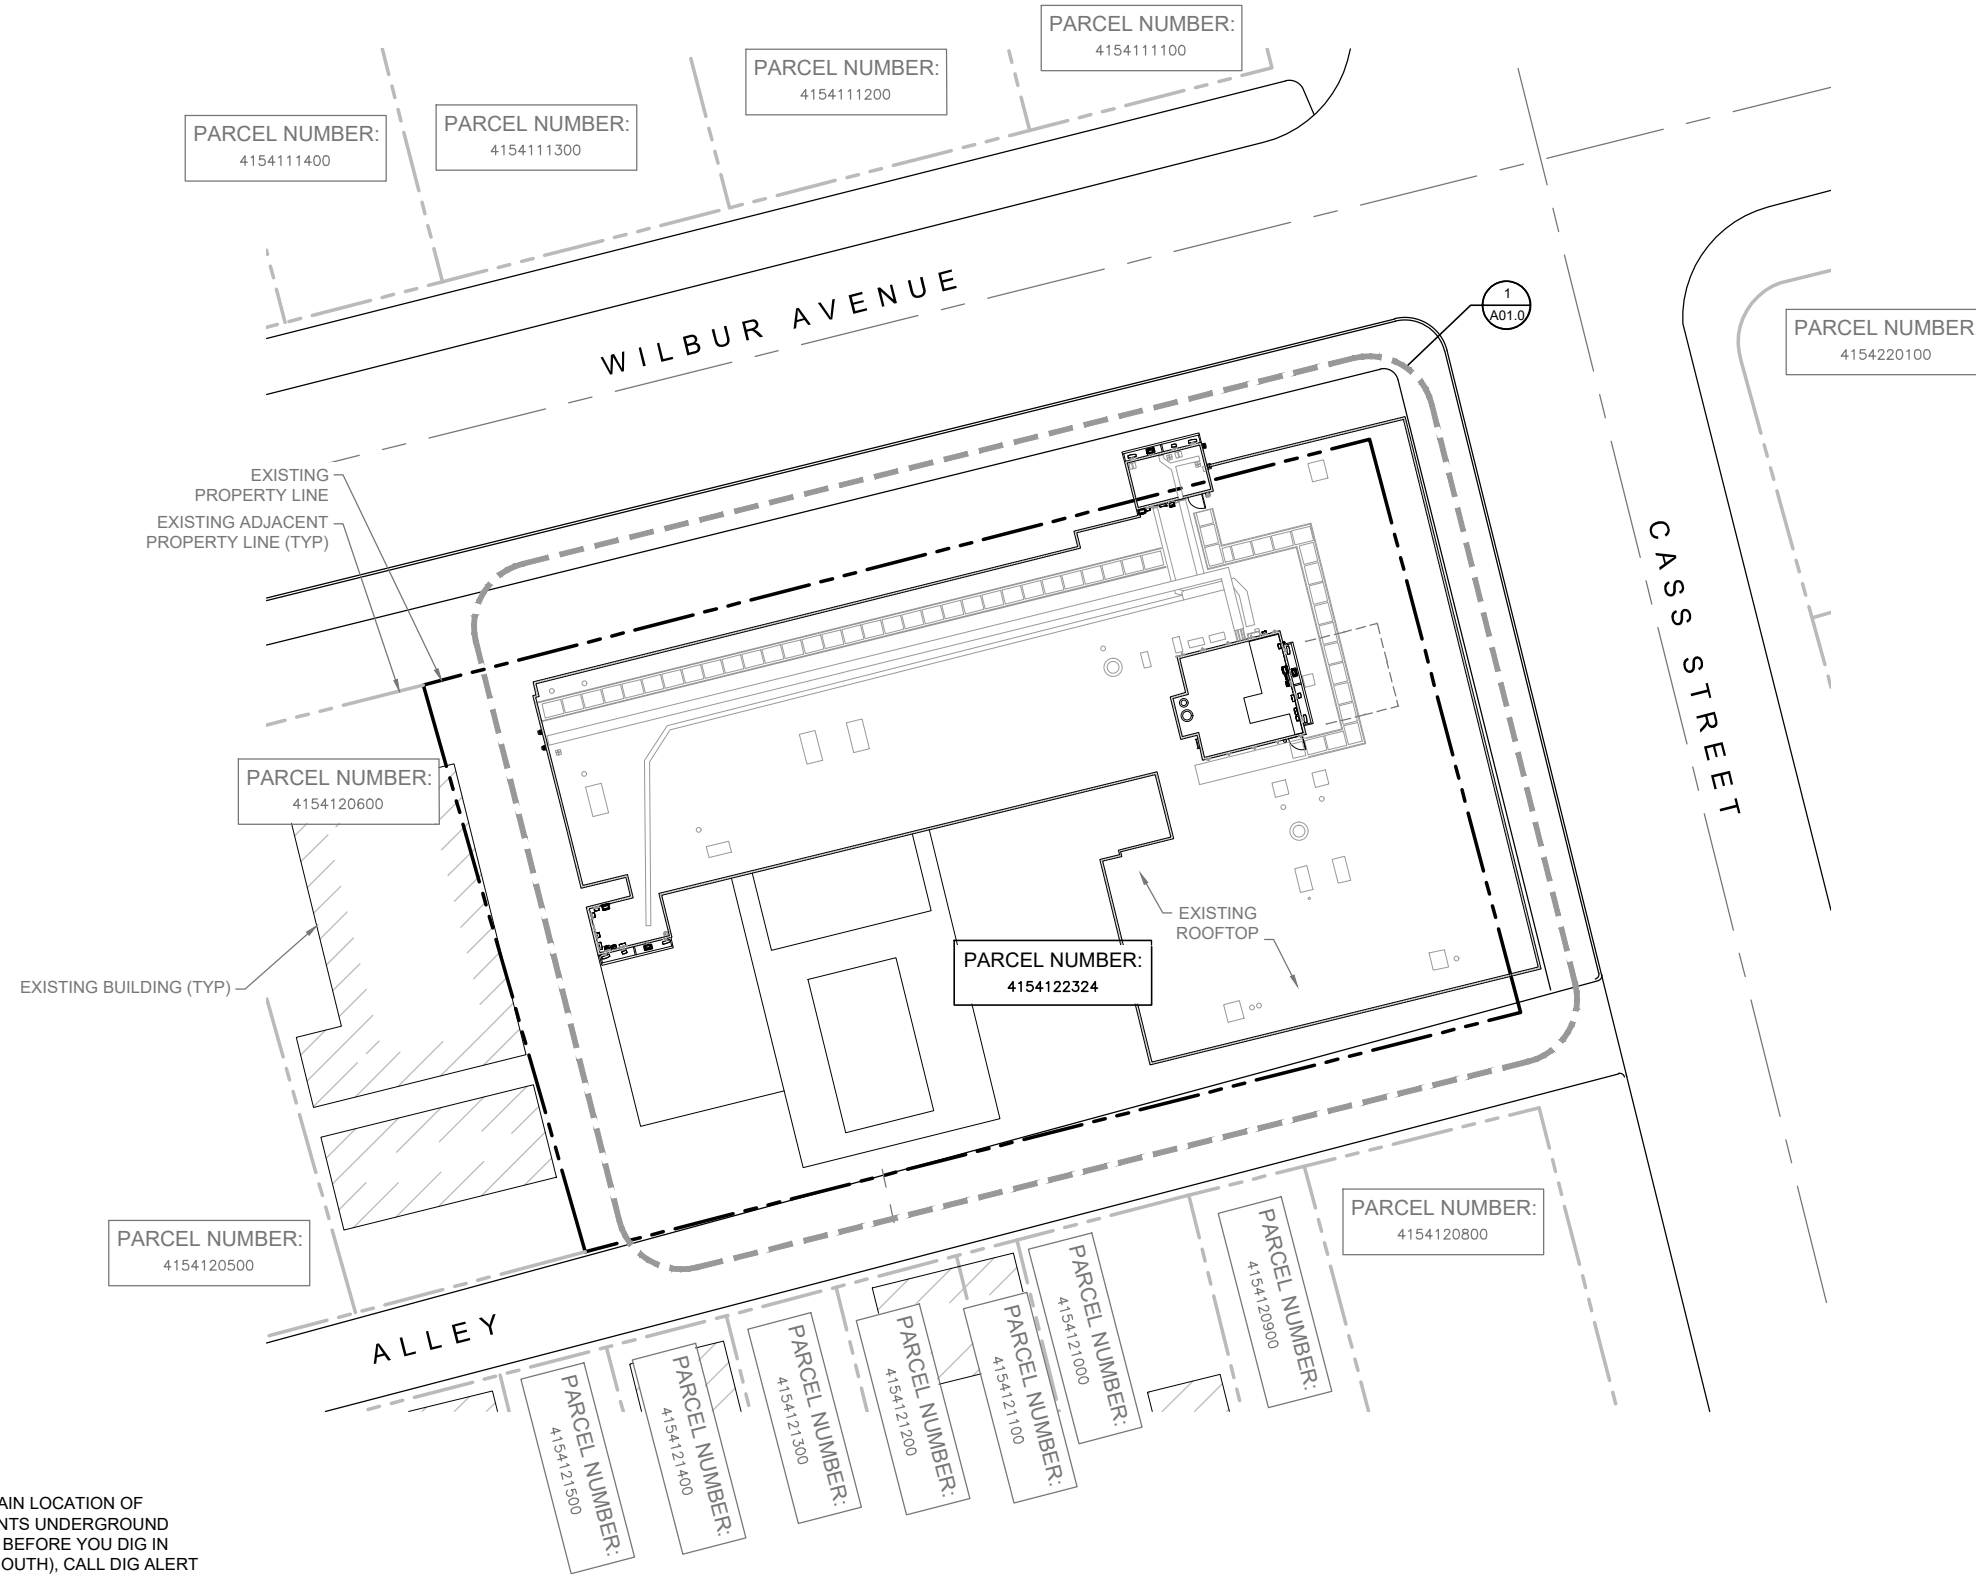 PARCEL NUMBER:
4154111100
PARCEL NUMBER:
4154111200
PARCEL NUMBER:
4154111300
PARCEL NUMBER:
4154111400
WILBUR AVENUE
1
A01.0
PARCEL NUMBER
4154220100
EXISTING
PROPERTY LINE
EXISTING ADJACENT
PROPERTY LINE (TYP)
CASS STREET
PARCEL NUMBER:
4154120600
EXISTING
ROOFTOP
PARCEL NUMBER:
4154122324
EXISTING BUILDING (TYP)
PARCEL NUMBER:
4154120500
PARCEL NUMBER:
4154120800
PARCEL NUMBER:
4154120900
PARCEL NUMBER:
4154121000
PARCEL NUMBER:
4154121100
PARCEL NUMBER:
4154121200
PARCEL NUMBER:
4154121300
PARCEL NUMBER:
4154121400
PARCEL NUMBER:
4154121500
ALLEY
AIN LOCATION OF
NTS UNDERGROUND
BEFORE YOU DIG IN
OUTH), CALL DIG ALERT